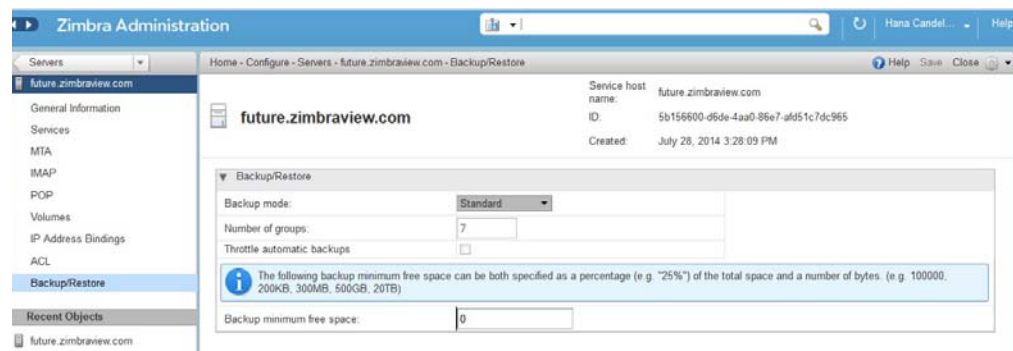 Zimbra Administration
Hana Candel...
Help
Servers
Home - Configure - Servers - future.zimbraview.com - Backup/Restore
Help Save Close
future.zimbraview.com
General Information
Services
MTA
IMAP
POP
Volumes
IP Address Bindings
ACL
Backup/Restore
Recent Objects
future.zimbraview.com
future.zimbraview.com
Service host name:
future.zimbraview.com
ID:
5b156600-d6de-4aa0-86e7-afd51c7dc965
Created:
July 28, 2014 3:28:09 PM
Backup/Restore
Backup mode:
Standard
Number of groups:
7
Throttle automatic backups
The following backup minimum free space can be both specified as a percentage (e.g. "25%") of the total space and a number of bytes. (e.g. 100000,
200KB, 300MB, 500GB, 20TB)
Backup minimum free space:
0